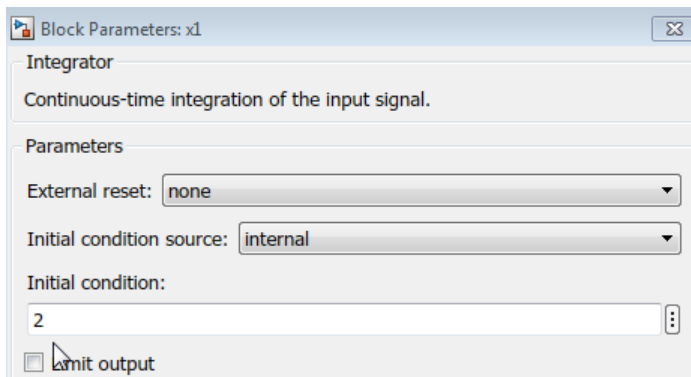 Block Parameters: x1
Integrator
Continuous-time integration of the input signal.
Parameters
External reset: none
Initial condition source: internal
Initial condition:
2
Limit output